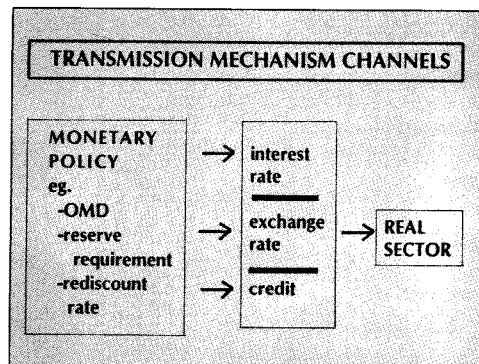 TRANSMISSION MECHANISM CHANNELS
MONETARY
POLICY
eg.
-OMD
-reserve
requirement
-rediscount
rate
interest
rate
exchange
rate
credit
REAL
SECTOR